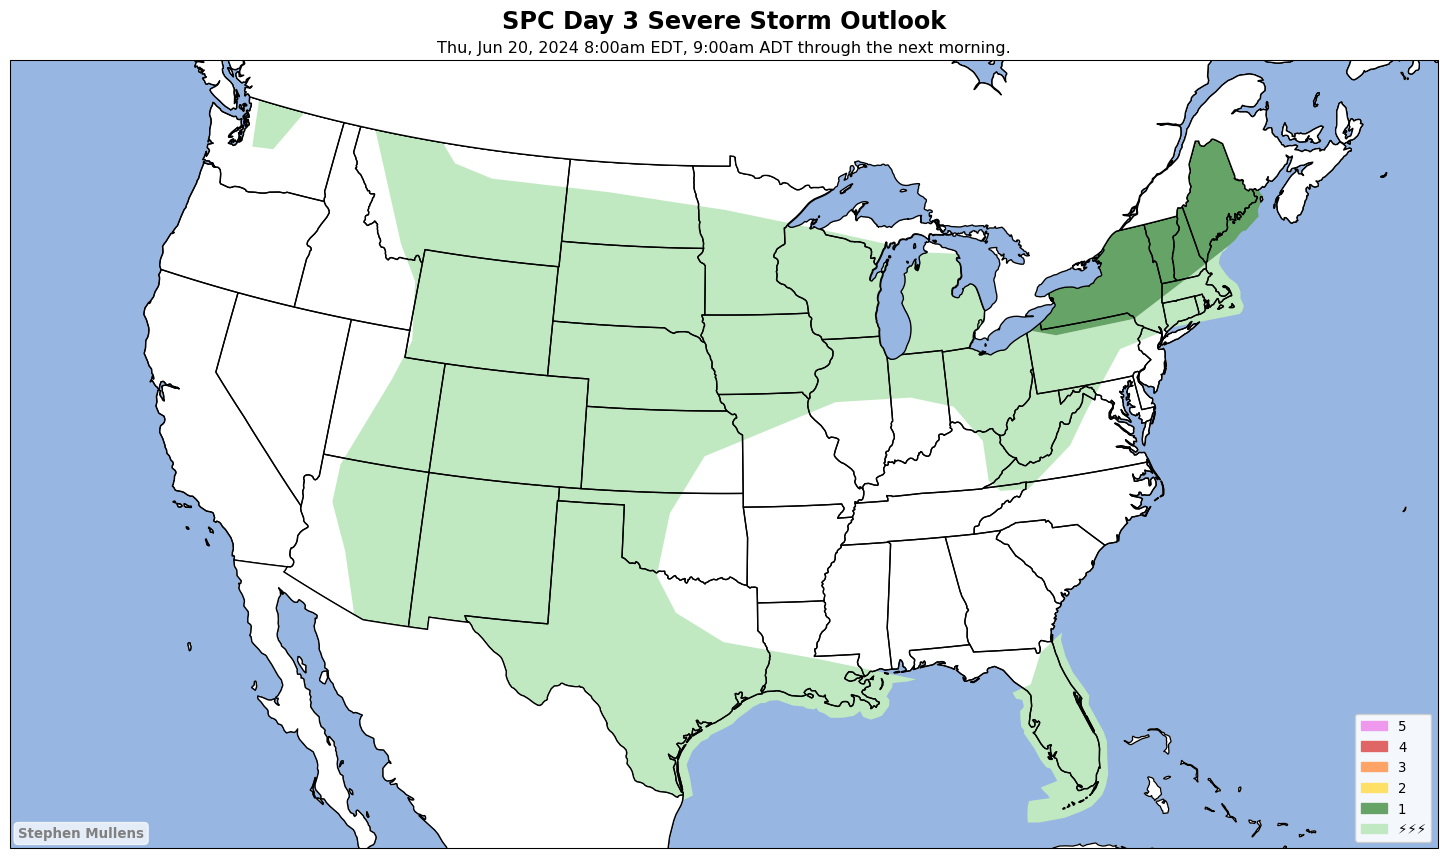 SPC Day 3 Severe Storm Outlook
Thu, Jun 20, 2024 8:00am EDT, 9:00am ADT through the next morning.
5
4
3
2
1
⚡⚡⚡
Stephen Mullens